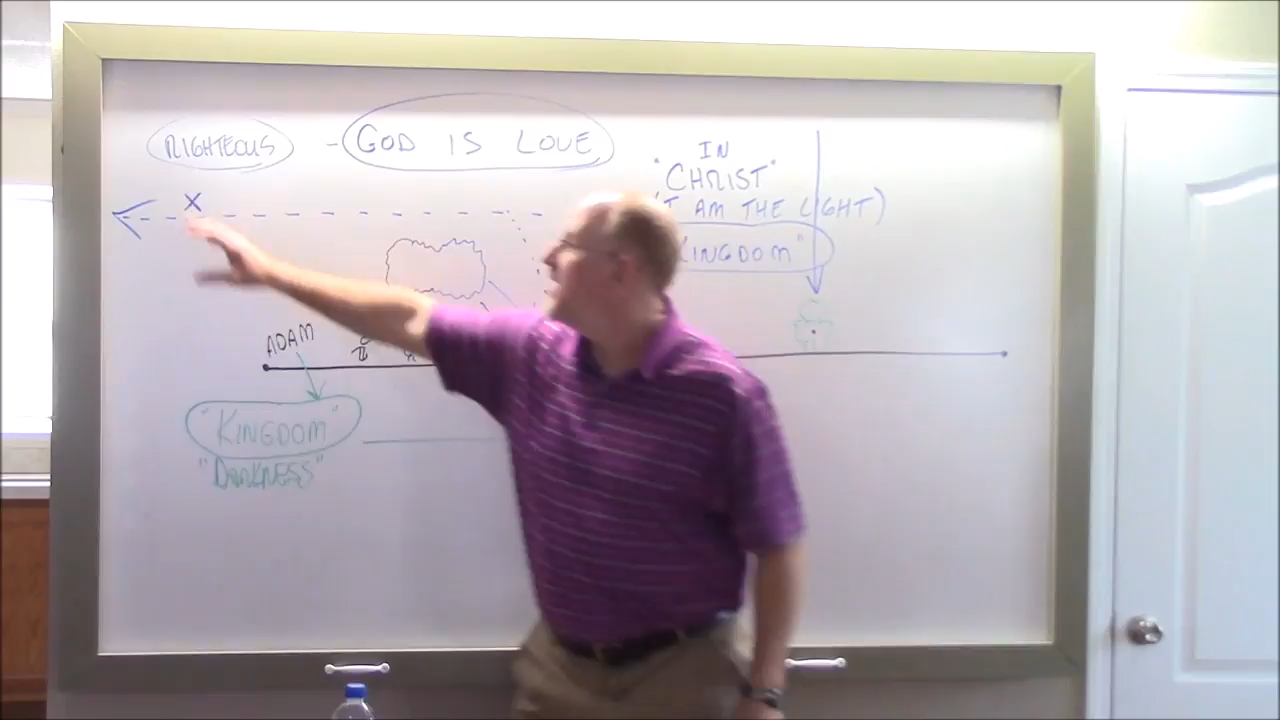 RIGHTEOUS - GOD IS LOVE
X
IN
"CHRIST"
(I AM THE LIGHT)
KINGDOM"
ADAM
"KINGDOM"
"DARKNESS"